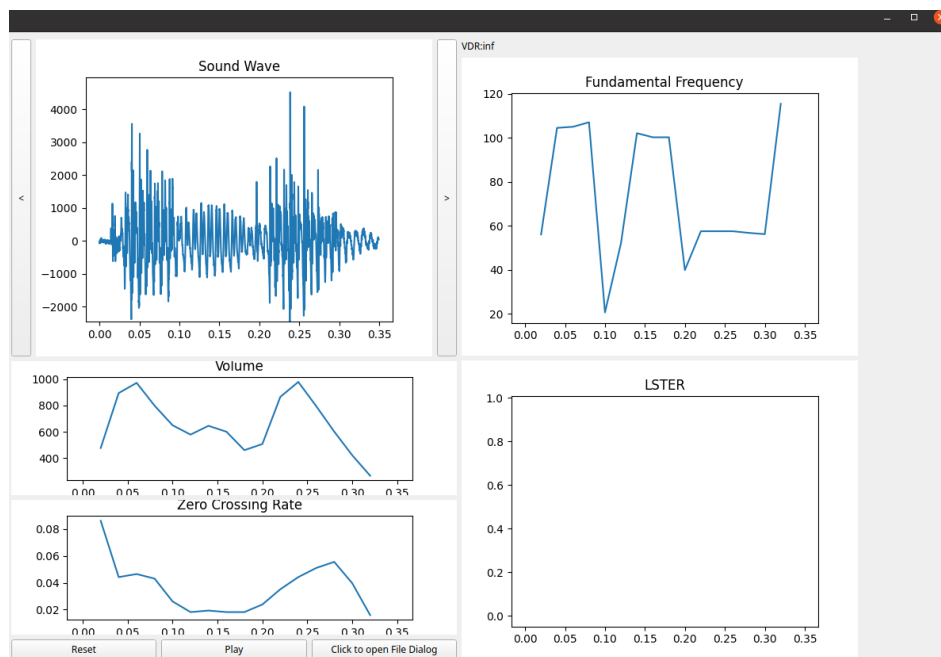 VDR:inf
<
Sound Wave
4000
3000
2000
1000
0
−1000
−2000
0.00 0.05 0.10 0.15 0.20 0.25 0.30 0.35
>
Fundamental Frequency
120
100
80
60
40
20
0.00 0.05 0.10 0.15 0.20 0.25 0.30 0.35
Volume
1000
800
600
400
0.00 0.05 0.10 0.15 0.20 0.25 0.30 0.35
Zero Crossing Rate
0.08
0.06
0.04
0.02
0.00 0.05 0.10 0.15 0.20 0.25 0.30 0.35
LSTER
1.0
0.8
0.6
0.4
0.2
0.0
0.00 0.05 0.10 0.15 0.20 0.25 0.30 0.35
Reset Play Click to open File Dialog